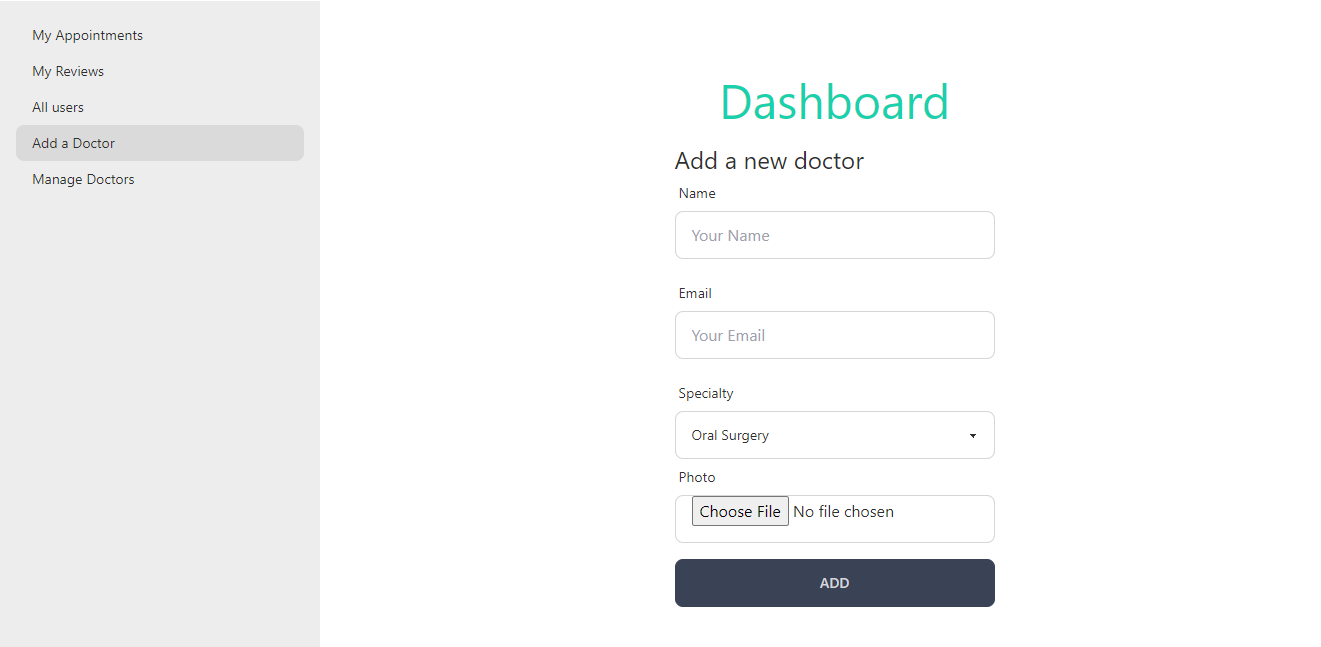 My Appointments
My Reviews
All users
Add a Doctor
Manage Doctors
Dashboard
Add a new doctor
Name
Your Name
Email
Your Email
Specialty
Oral Surgery
Photo
Choose File No file chosen
ADD